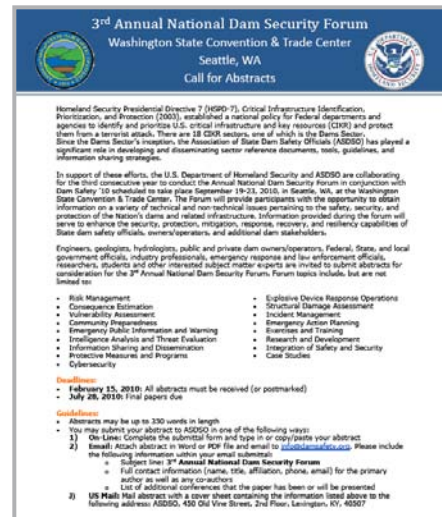 3rd Annual National Dam Security Forum
Washington State Convention & Trade Center
Seattle, WA
Call for Abstracts
Homeland Security Presidential Directive 7 (HSPD-7), Critical Infrastructure Identification,
Prioritization, and Protection (2003), established a national policy for Federal departments and
agencies to identify and prioritize U.S. critical infrastructure and key resources (CIKR) and protect
them from a terrorist attack. There are 18 CIKR sectors, one of which is the Dams Sector.
Since the Dams Sector's inception, the Association of State Dam Safety Officials (ASDSO) has played a
significant role in developing and disseminating sector reference documents, tools, guidelines, and
information sharing strategies.
In support of these efforts, the U.S. Department of Homeland Security and ASDSO are collaborating
for the third consecutive year to conduct the Annual National Dam Security Forum in conjunction with
Dam Safety '10 scheduled to take place September 19-23, 2010, in Seattle, WA, at the Washington
State Convention & Trade Center. The Forum will provide participants with the opportunity to obtain
information on a variety of technical and non-technical issues pertaining to the safety, security, and
protection of the Nation's dams and related infrastructure. Information provided during the forum will
serve to enhance the security, protection, mitigation, response, recovery, and resiliency capabilities of
State dam safety officials, owners/operators, and additional dam stakeholders.
Engineers, geologists, hydrologists, public and private dam owners/operators, Federal, State, and local
government officials, industry professionals, emergency response and law enforcement officials,
researchers, students and other interested subject matter experts are invited to submit abstracts for
consideration for the 3rd Annual National Dam Security Forum. Forum topics include, but are not
limited to:
• Risk Management
• Consequence Estimation
• Vulnerability Assessment
• Community Preparedness
• Emergency Public Information and Warning
• Intelligence Analysis and Threat Evaluation
• Information Sharing and Dissemination
• Protective Measures and Programs
• Cybersecurity
• Explosive Device Response Operations
• Structural Damage Assessment
• Incident Management
• Emergency Action Planning
• Exercises and Training
• Research and Development
• Integration of Safety and Security
• Case Studies
Deadlines:
• February 15, 2010: All abstracts must be received (or postmarked)
• July 28, 2010: Final papers due
Guidelines:
• Abstracts may be up to 350 words in length
• You may submit your abstract to ASDSO in one of the following ways:
1) On-Line: Complete the submittal form and type in or copy/paste your abstract
2) Email: Attach abstract in Word or PDF file and email to info@damsafety.org. Please include
the following information within your email submittal:
o Subject line: 3rd Annual National Dam Security Forum
o Full contact information (name, title, affiliation, phone, email) for the primary
author as well as any co-authors
o List of additional conferences that the paper has been or will be presented
3) US Mail: Mail abstract with a cover sheet containing the information listed above to the
following address: ASDSO, 450 Old Vine Street, 2nd Floor, Lexington, KY, 40507